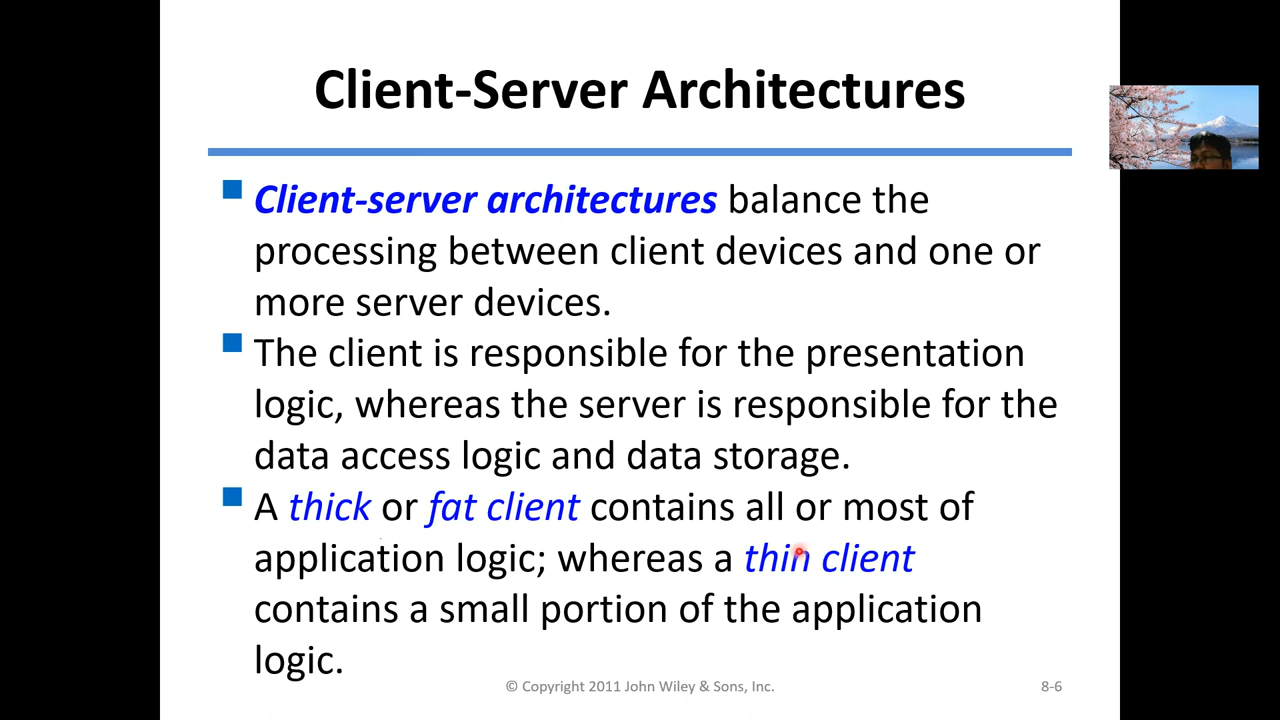 Client-Server Architectures
Client-server architectures balance the
processing between client devices and one or
more server devices.
The client is responsible for the presentation
logic, whereas the server is responsible for the
data access logic and data storage.
A thick or fat client contains all or most of
application logic; whereas a thin client
contains a small portion of the application
logic.
© Copyright 2011 John Wiley & Sons, Inc.
8-6